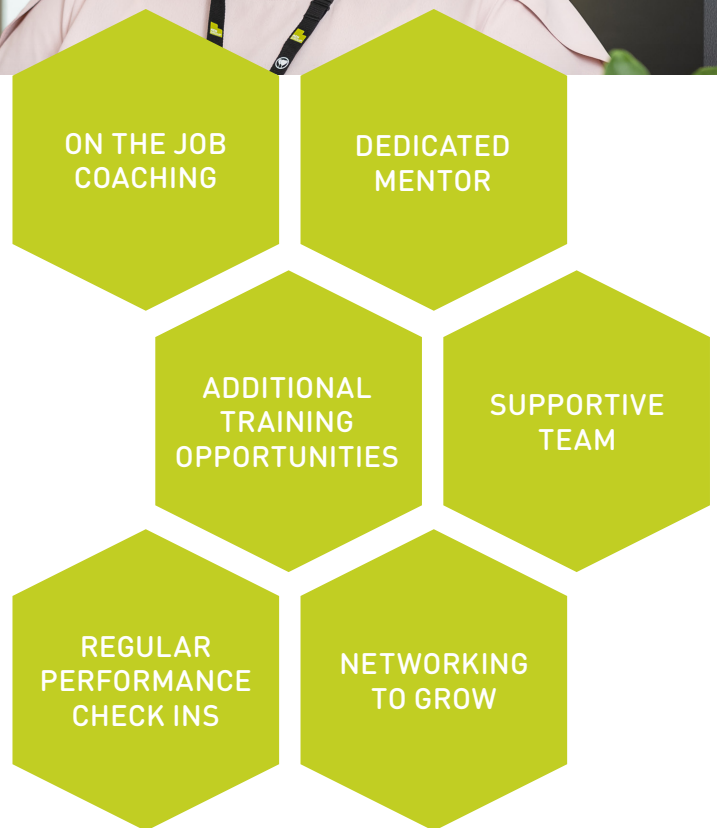 ON THE JOB
COACHING
DEDICATED
MENTOR
ADDITIONAL
TRAINING
OPPORTUNITIES
SUPPORTIVE
TEAM
REGULAR
PERFORMANCE
CHECK INS
NETWORKING
TO GROW